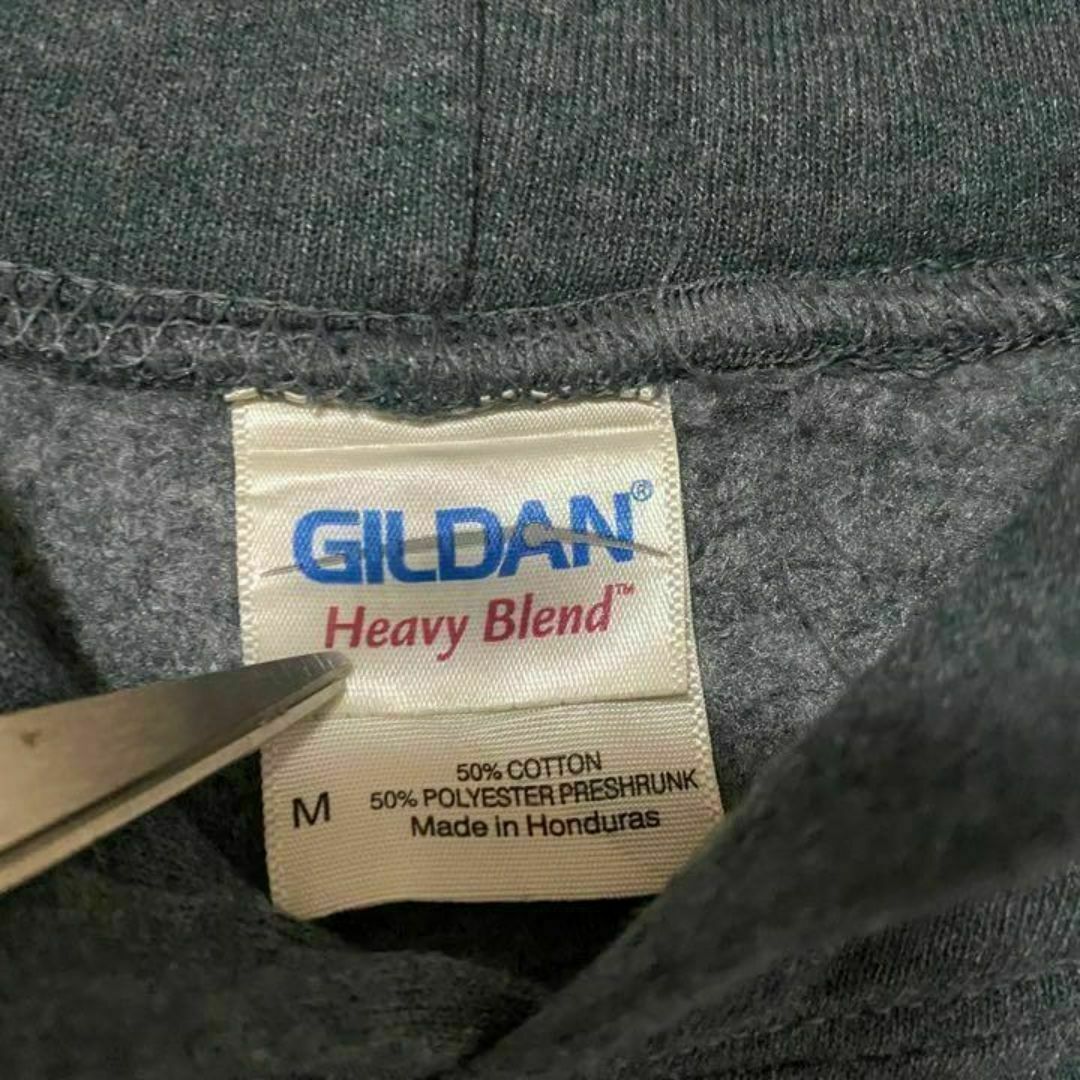 GILDAN®
Heavy Blend™
50% COTTON
M 50% POLYESTER PRESHRUNK
Made in Honduras